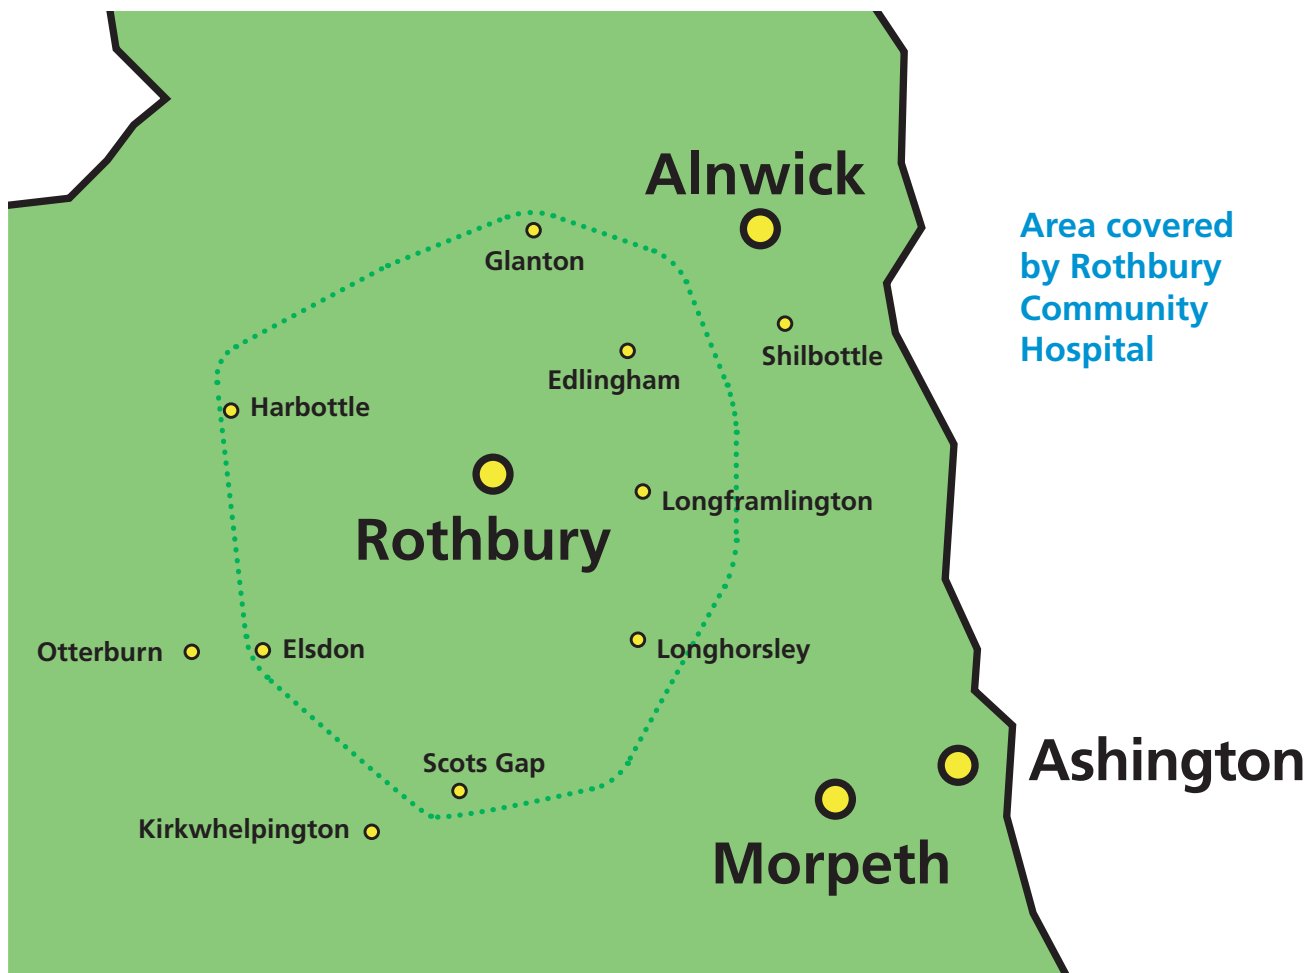 Alnwick
Area covered
by Rothbury
Community
Hospital
Glanton
Shilbottle
Edlingham
Harbottle
Longframlington
Rothbury
Otterburn
Elsdon
Longhorsley
Scots Gap
Ashington
Kirkwhelpington
Morpeth